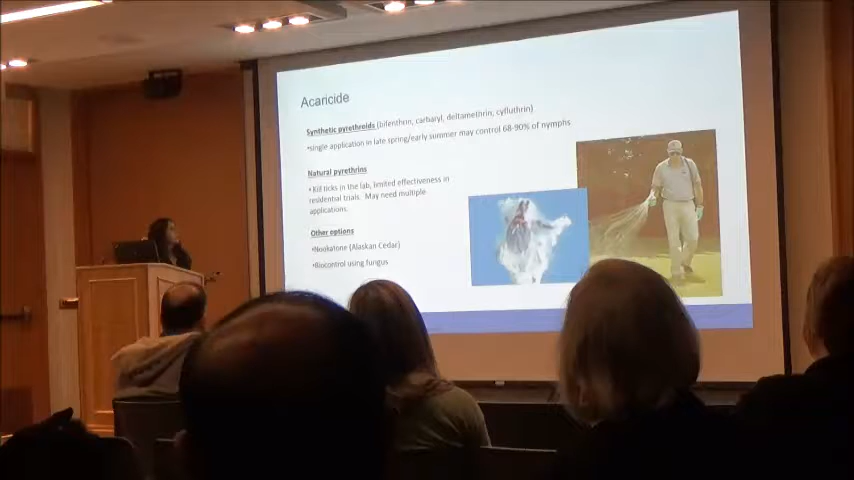 Acaricide
Synthetic pyrethroids (bifenthrin, carbaryl, deltamethrin, cyfluthrin)
•single application in late spring/early summer may control 68-90% of nymphs
Natural pyrethrins
• Kill ticks in the lab, limited effectiveness in
residential trials. May need multiple
applications.
Other options
•Nookatone (Alaskan Cedar)
•Biocontrol using fungus